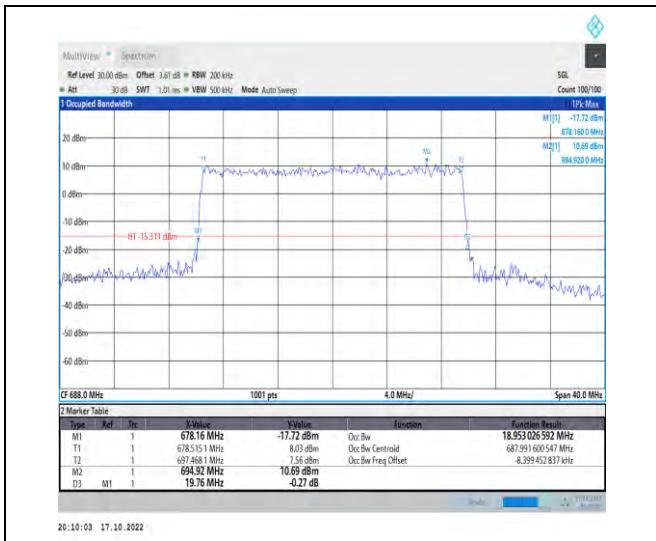 MultiView Spectrum
Ref Level 30.00 dBm Offset 3.61 dB RBW 200 kHz SGL
Att 30 dB SWT 1.01 ms VBW 500 kHz Mode Auto Sweep Count 100/100
1 Occupied Bandwidth 1Pk Max
M1[1] -17.72 dBm
678.160 0 MHz
M2[1] 10.69 dBm
694.920 0 MHz
20 dBm
M2
T1 T2
10 dBm
0 dBm
-10 dBm
H1 -15.311 dBm M1
-20 dBm
-30 dBm
-40 dBm
-50 dBm
-60 dBm
CF 688.0 MHz 1001 pts 4.0 MHz/ Span 40.0 MHz
2 Marker Table
Type Ref Trc X-Value Y-Value Function Function Result
M1 1 678.16 MHz -17.72 dBm Occ Bw 18.953 026 592 MHz
T1 1 678.515 1 MHz 8.03 dBm Occ Bw Centroid 687.991 600 547 MHz
T2 1 697.468 1 MHz 7.56 dBm Occ Bw Freq Offset -8.399 452 837 kHz
M2 1 694.92 MHz 10.69 dBm
D3 M1 1 19.76 MHz -0.27 dB
20:10:03 17.10.2022